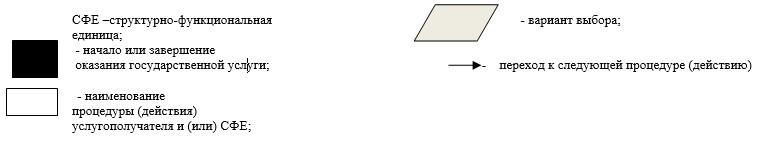 СФЕ –структурно-функциональная
единица;
- начало или завершение
оказания государственной услуги;
- наименование
процедуры (действия)
услугополучателя и (или) СФЕ;
- вариант выбора;
- переход к следующей процедуре (действию)